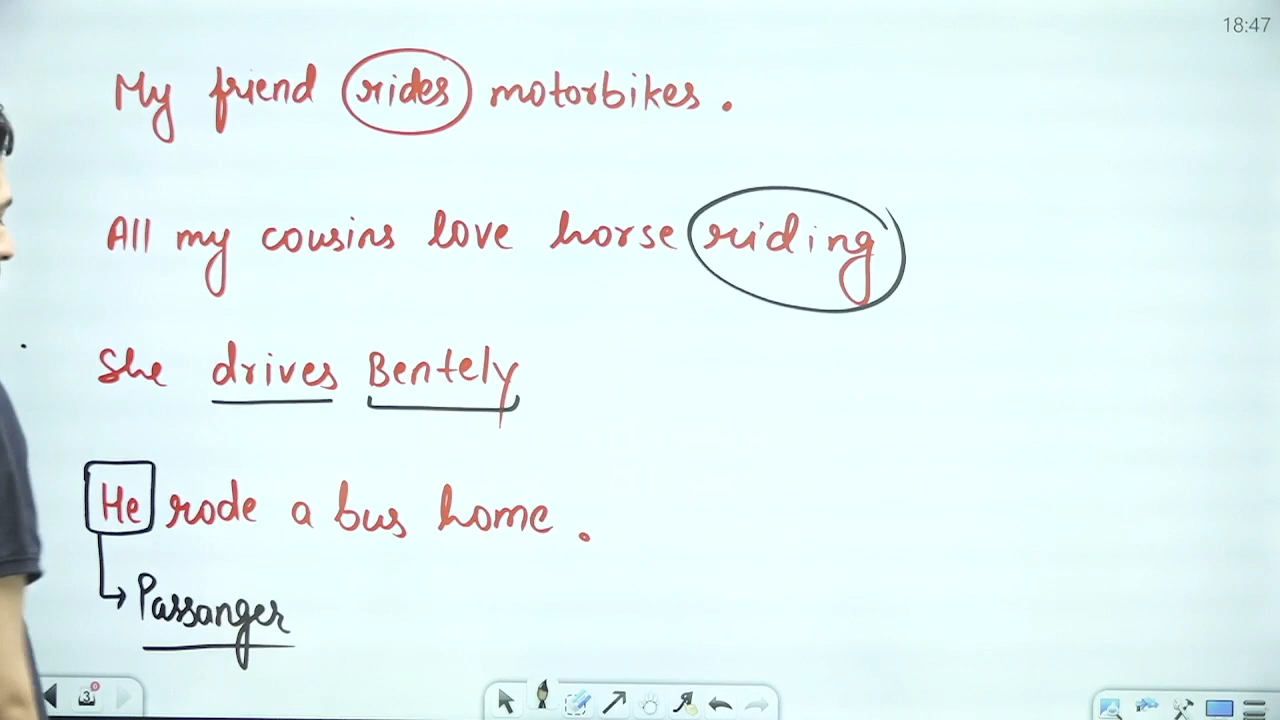 18:47
My friend rides motorbikes.
All my cousins love horse riding
She drives Bentely
He rode a bus home.
Passanger
3